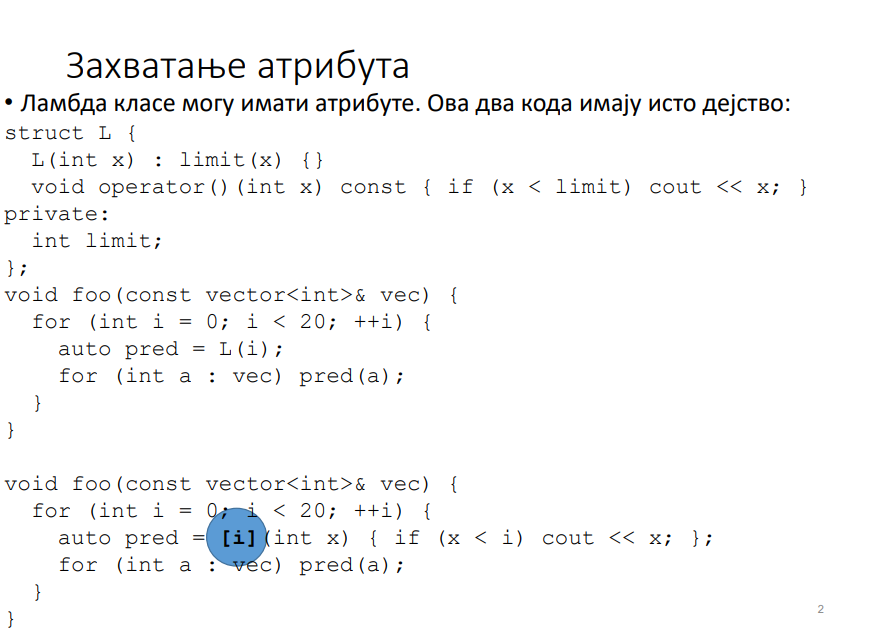 Захватање атрибута
• Ламбда класе могу имати атрибуте. Ова два кода имају исто дејство:
struct L {
  L(int x) : limit(x) {}
  void operator()(int x) const { if (x < limit) cout << x; }
private:
  int limit;
};
void foo(const vector<int>& vec) {
  for (int i = 0; i < 20; ++i) {
    auto pred = L(i);
    for (int a : vec) pred(a);
  }
}
void foo(const vector<int>& vec) {
  for (int i = 0; i < 20; ++i) {
    auto pred = [i](int x) { if (x < i) cout << x; };
    for (int a : vec) pred(a);
  }
}
2